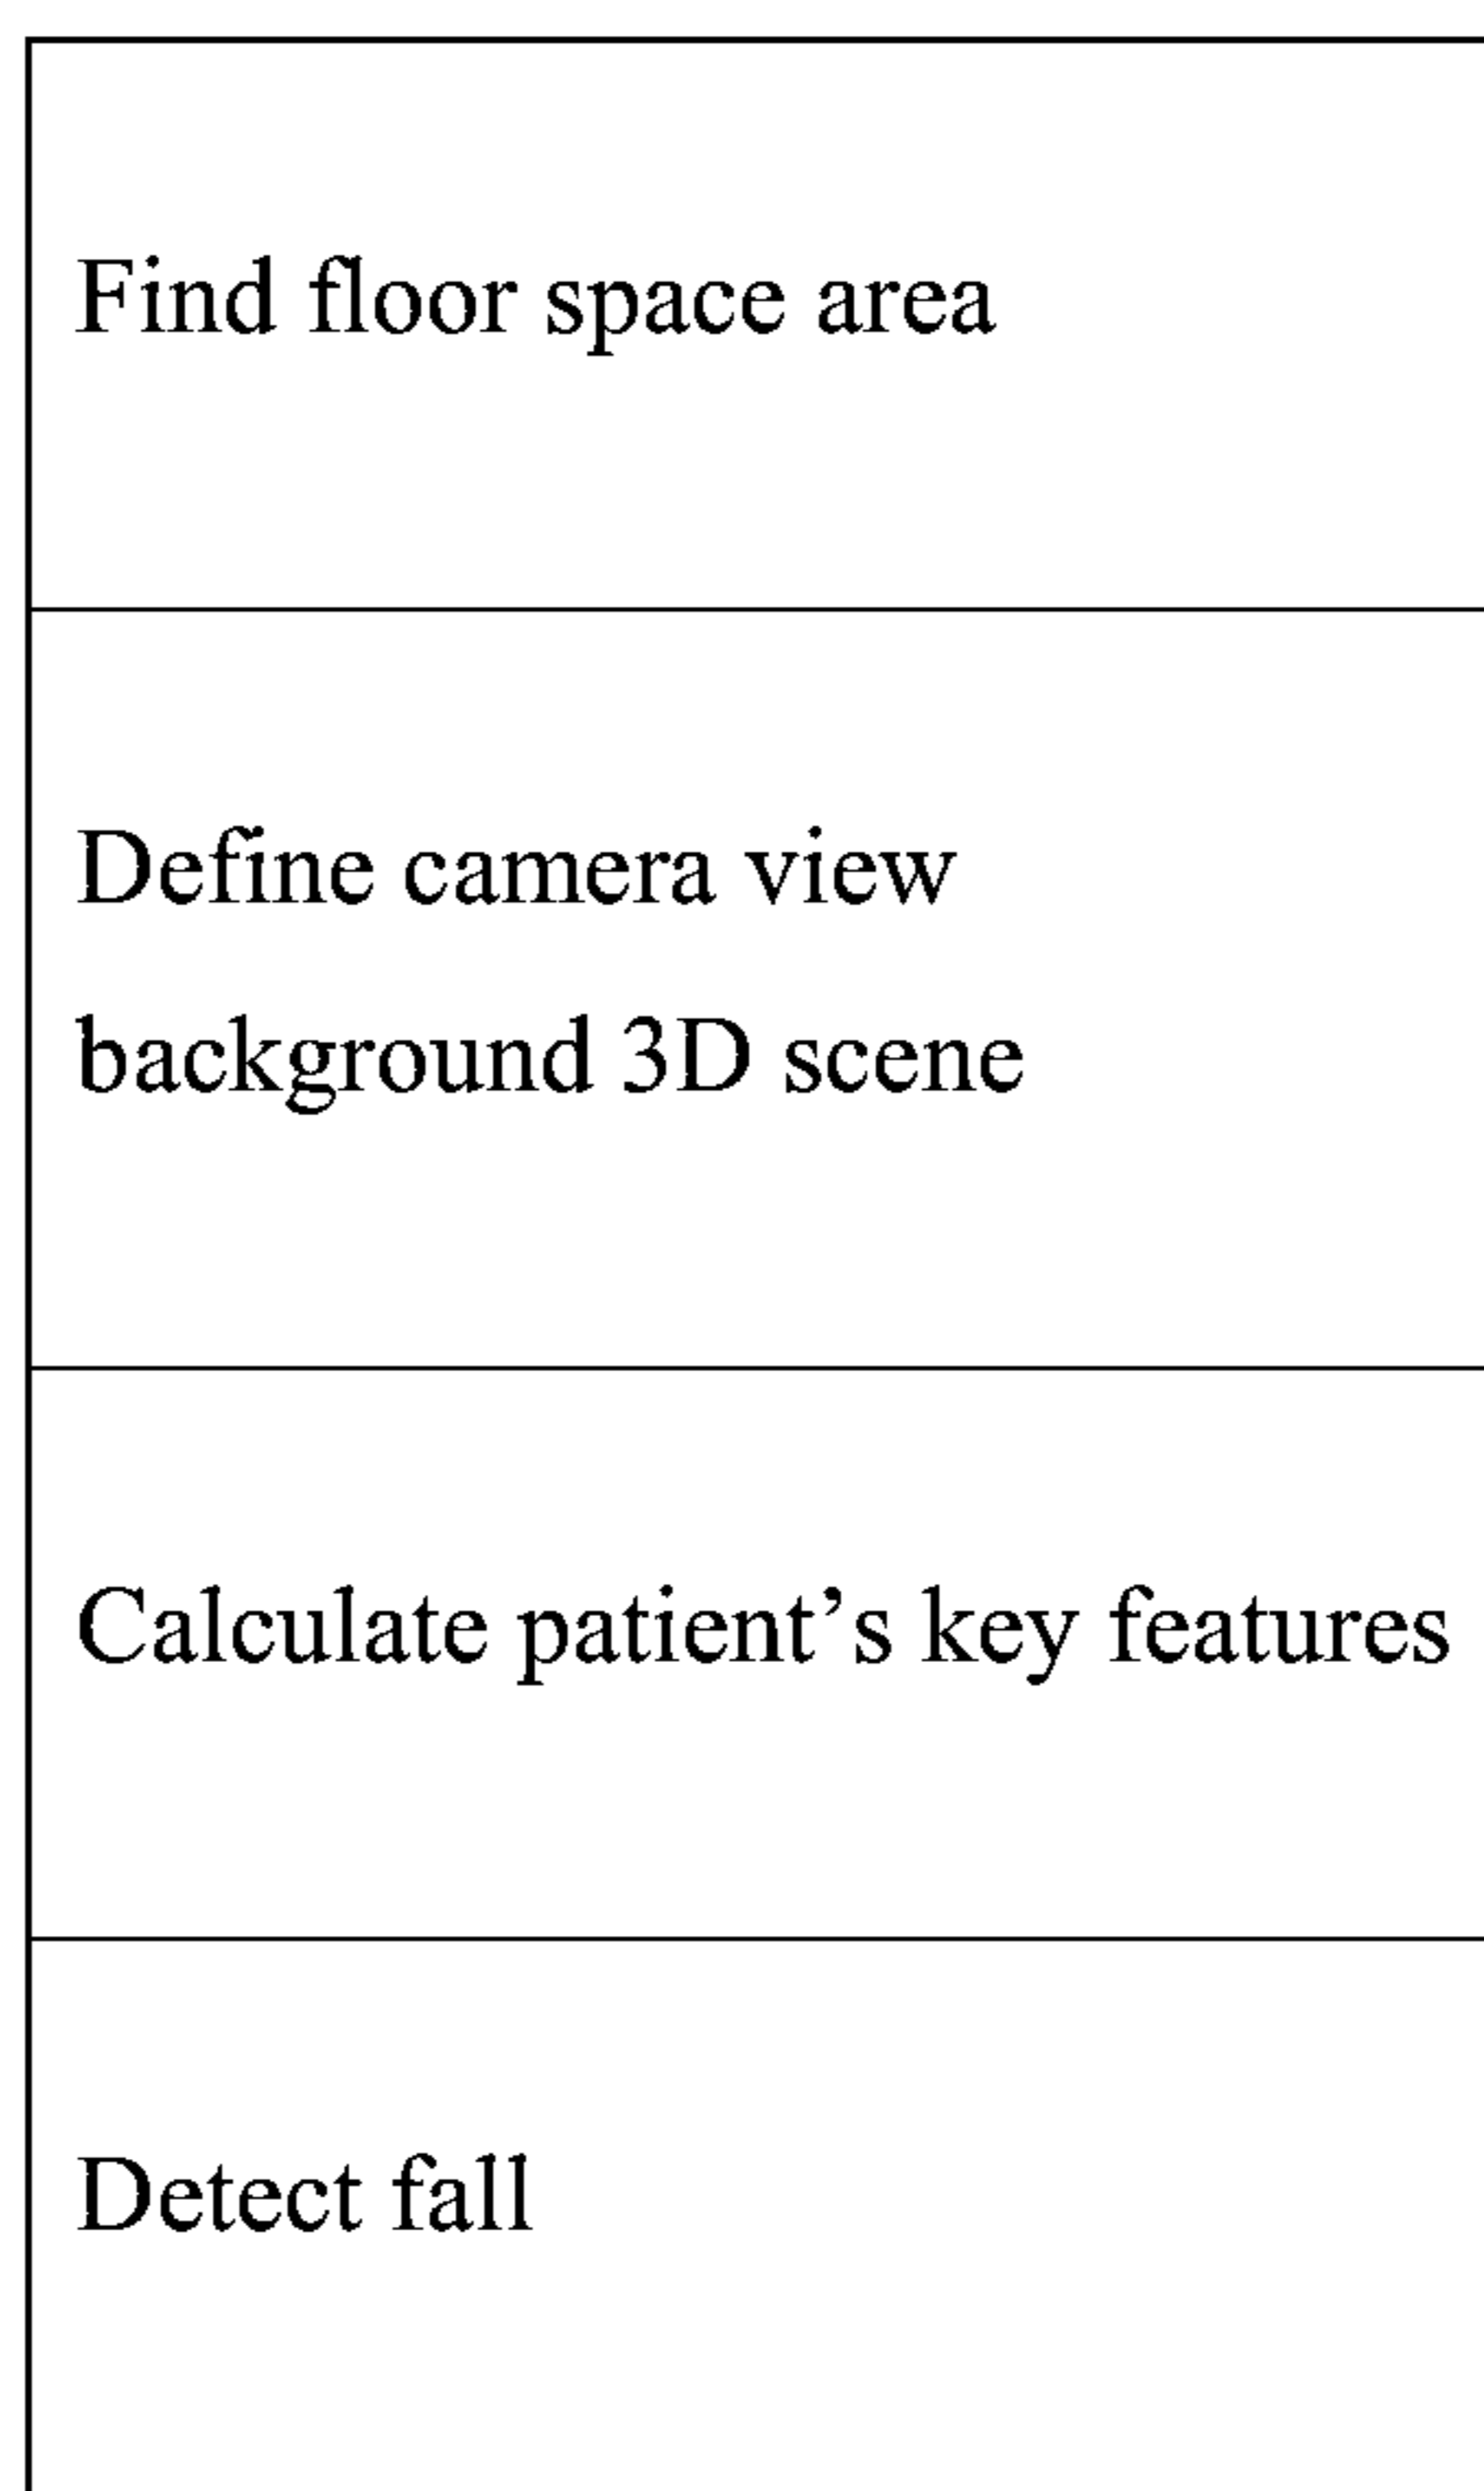 Find floor space area
Define camera view
background 3D scene
Calculate patient’s key features
Detect fall